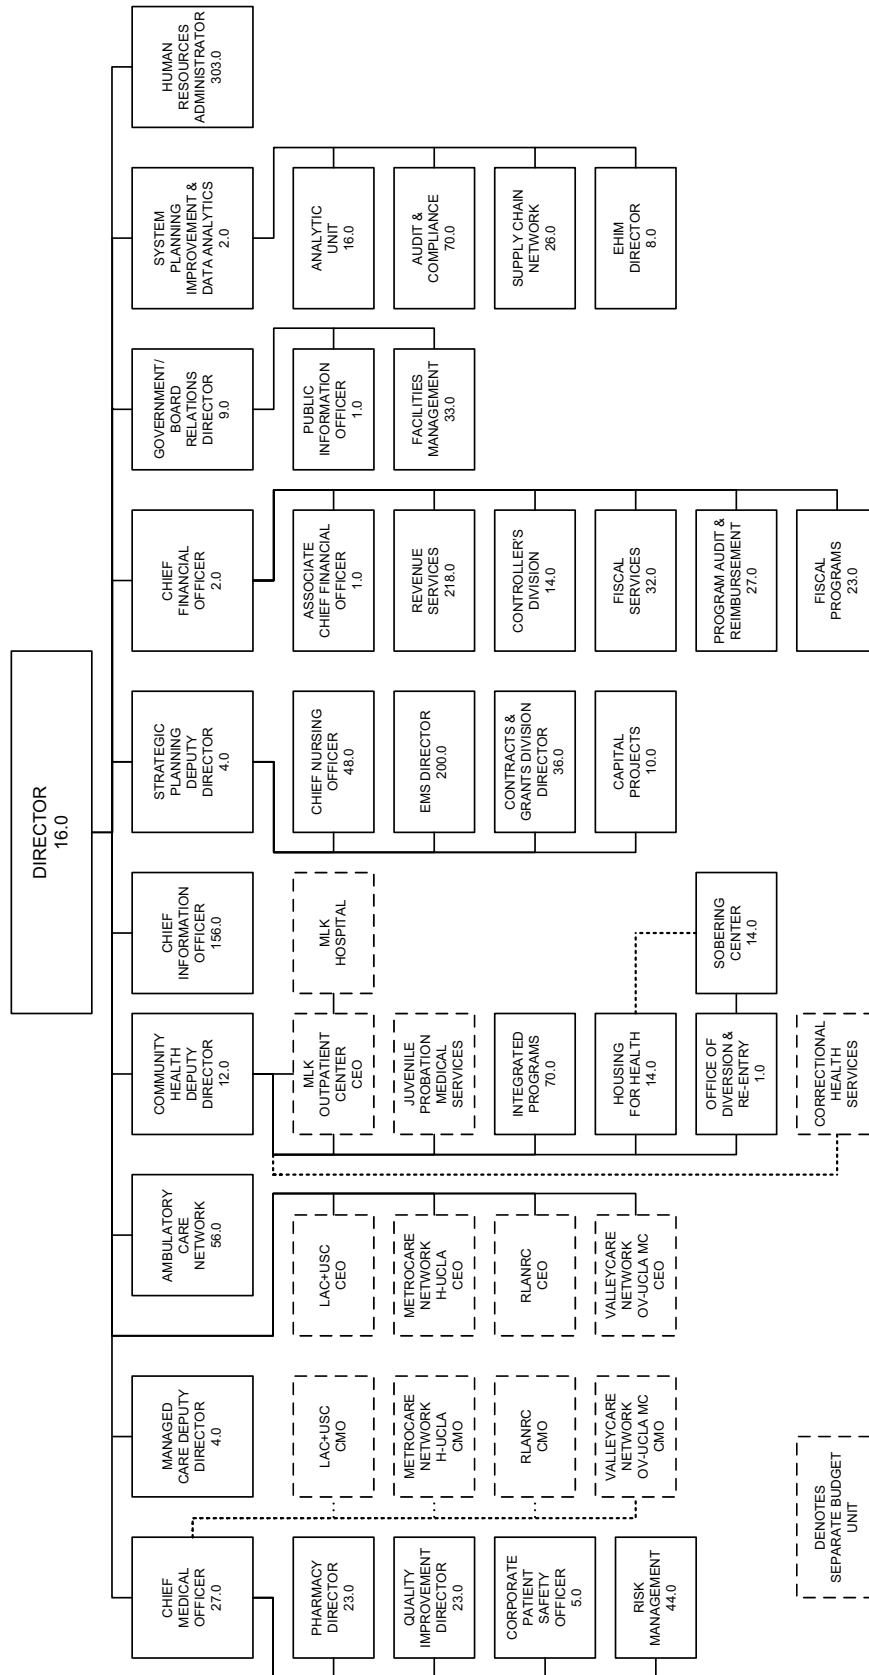 DIRECTOR
16.0
CHIEF
MEDICAL
OFFICER
27.0
MANAGED
CARE DEPUTY
DIRECTOR
4.0
AMBULATORY
CARE
NETWORK
56.0
COMMUNITY
HEALTH
DEPUTY
DIRECTOR
12.0
CHIEF
INFORMATION
OFFICER
156.0
STRATEGIC
PLANNING
DEPUTY
DIRECTOR
4.0
CHIEF
FINANCIAL
OFFICER
2.0
GOVERNMENT/
BOARD
RELATIONS
DIRECTOR
9.0
SYSTEM
PLANNING
IMPROVEMENT &
DATA ANALYTICS
2.0
HUMAN
RESOURCES
ADMINISTRATOR
303.0
PHARMACY
DIRECTOR
23.0
QUALITY
IMPROVEMENT
DIRECTOR
23.0
CORPORATE
PATIENT
SAFETY
OFFICER
5.0
RISK
MANAGEMENT
44.0
LAC+USC
CMO
METROCARE
NETWORK
H-UCLA
CMO
RLANRC
CMO
VALLEYCARE
NETWORK
OV-UCLA MC
CMO
LAC+USC
CEO
METROCARE
NETWORK
H-UCLA
CEO
RLANRC
CEO
VALLEYCARE
NETWORK
OV-UCLA MC
CEO
MLK
OUTPATIENT
CENTER
CEO
MLK
HOSPITAL
JUVENILE
PROBATION
MEDICAL
SERVICES
INTEGRATED
PROGRAMS
70.0
HOUSING
FOR HEALTH
14.0
OFFICE OF
DIVERSION &
RE-ENTRY
1.0
SOBERING
CENTER
14.0
CORRECTIONAL
HEALTH
SERVICES
CHIEF NURSING
OFFICER
48.0
EMS DIRECTOR
200.0
CONTRACTS &
GRANTS DIVISION
DIRECTOR
36.0
CAPITAL
PROJECTS
10.0
ASSOCIATE
CHIEF FINANCIAL
OFFICER
1.0
REVENUE
SERVICES
218.0
CONTROLLER'S
DIVISION
14.0
FISCAL
SERVICES
32.0
PROGRAM AUDIT &
REIMBURSEMENT
27.0
FISCAL
PROGRAMS
23.0
PUBLIC
INFORMATION
OFFICER
1.0
FACILITIES
MANAGEMENT
33.0
ANALYTIC
UNIT
16.0
AUDIT &
COMPLIANCE
70.0
SUPPLY CHAIN
NETWORK
26.0
EHIM
DIRECTOR
8.0
DENOTES
SEPARATE BUDGET
UNIT